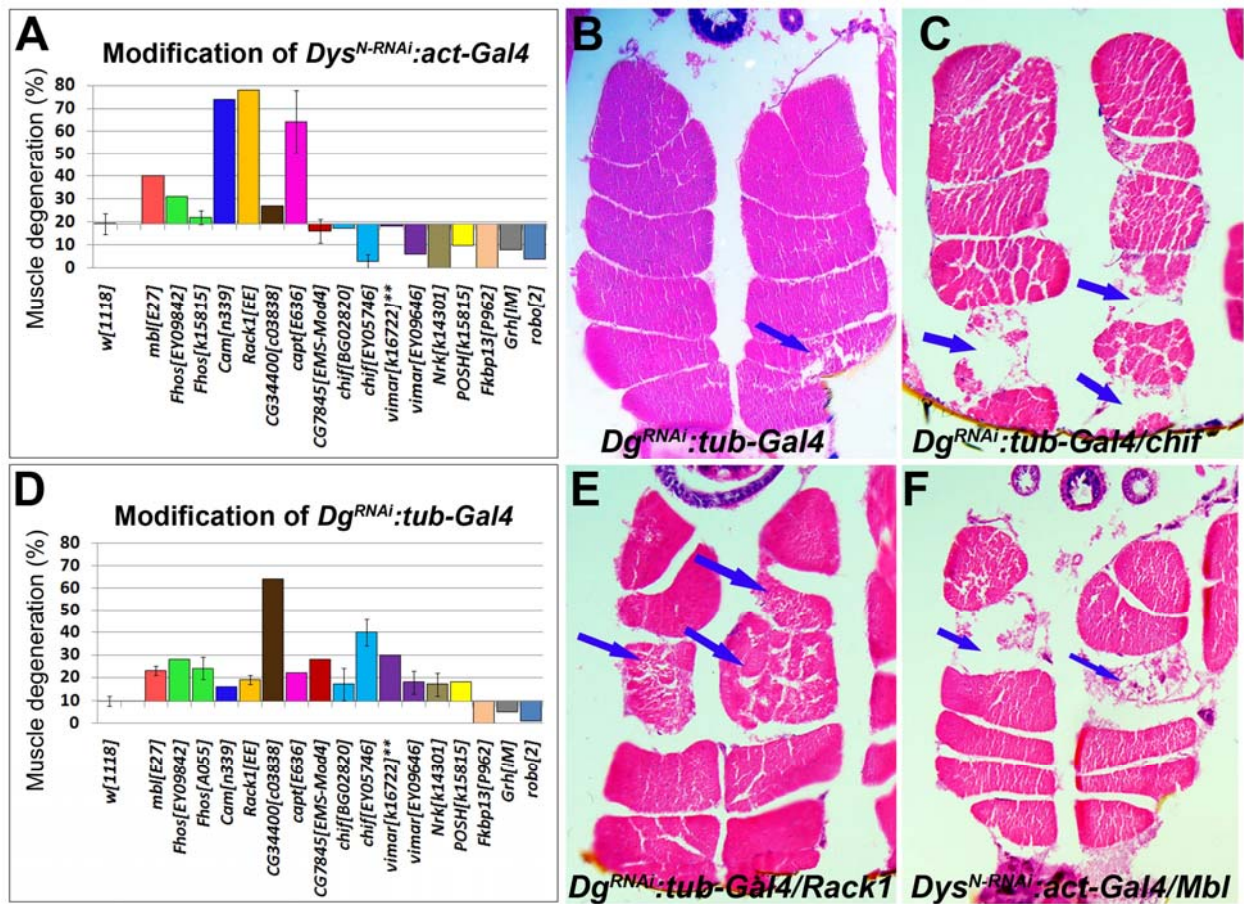 A
Modification of Dys^N-RNAi:act-Gal4
Muscle degeneration (%)
80
70
60
50
40
30
20
10
0
w[1118]
mbl[E27]
Fhos[EY09842]
Fhos[k15815]
Cam[n339]
Rack1[EE]
CG34400[c03838]
capt[E636]
CG7845[EMS-Mod4]
chif[BG02820]
chif[EY05746]
vimar[k16722]**
vimar[EY09646]
Nrk[k14301]
POSH[k15815]
Fkbp13[P962]
Grh[IM]
robo[2]
B
Dg^RNAi:tub-Gal4
C
Dg^RNAi:tub-Gal4/chif
D
Modification of Dg^RNAi:tub-Gal4
Muscle degeneration (%)
80
70
60
50
40
30
20
10
0
w[1118]
mbl[E27]
Fhos[EY09842]
Fhos[A055]
Cam[n339]
Rack1[EE]
CG34400[c03838]
capt[E636]
CG7845[EMS-Mod4]
chif[BG02820]
chif[EY05746]
vimar[k16722]**
vimar[EY09646]
Nrk[k14301]
POSH[k15815]
Fkbp13[P962]
Grh[IM]
robo[2]
E
Dg^RNAi:tub-Gal4/Rack1
F
Dys^N-RNAi:act-Gal4/Mbl